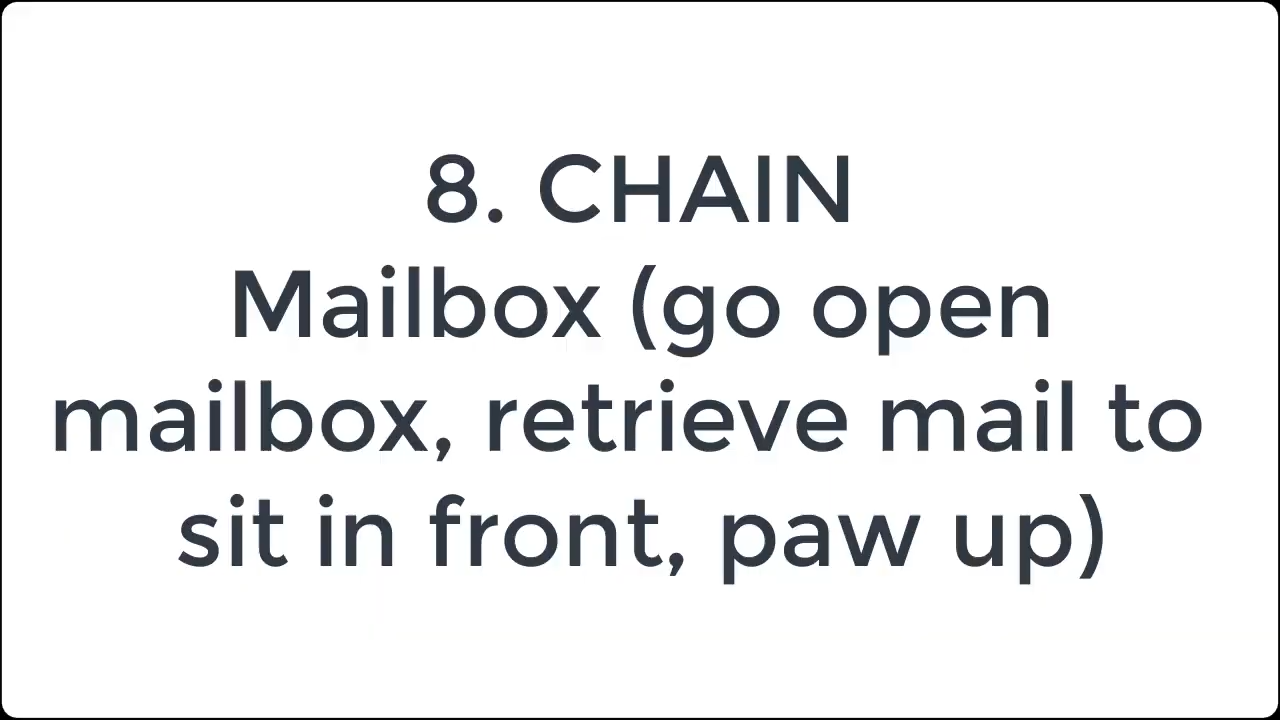 8. CHAIN
Mailbox (go open
mailbox, retrieve mail to
sit in front, paw up)